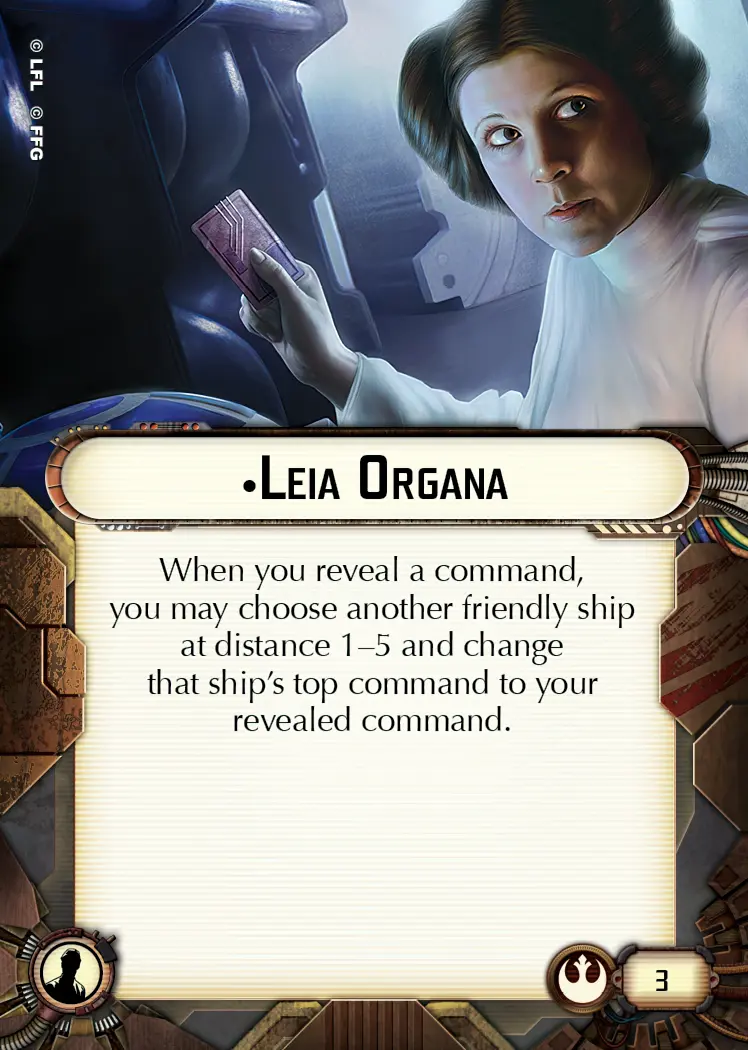 © LFL © FFG
•Leia Organa
When you reveal a command,
you may choose another friendly ship
at distance 1–5 and change
that ship’s top command to your
revealed command.
3